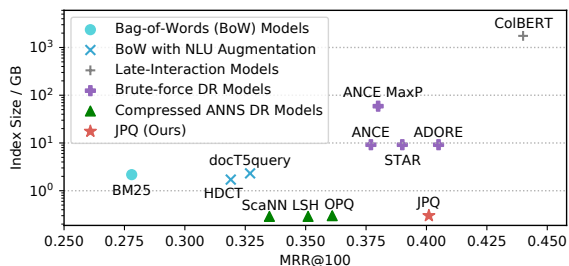 ColBERT
Bag-of-Words (BoW) Models
BoW with NLU Augmentation
Late-Interaction Models
Brute-force DR Models
Compressed ANNS DR Models
JPQ (Ours)
ANCE MaxP
ANCE
ADORE
STAR
docT5query
BM25
HDCT
ScaNN
LSH
OPQ
JPQ
10³
10²
10¹
10⁰
Index Size / GB
0.250
0.275
0.300
0.325
0.350
0.375
0.400
0.425
0.450
MRR@100